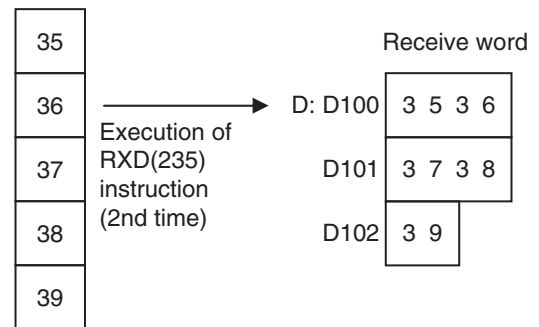 35
36
37
38
39
Execution of
RXD(235)
instruction
(2nd time)
Receive word
D: D100 3 5 3 6
D101 3 7 3 8
D102 3 9